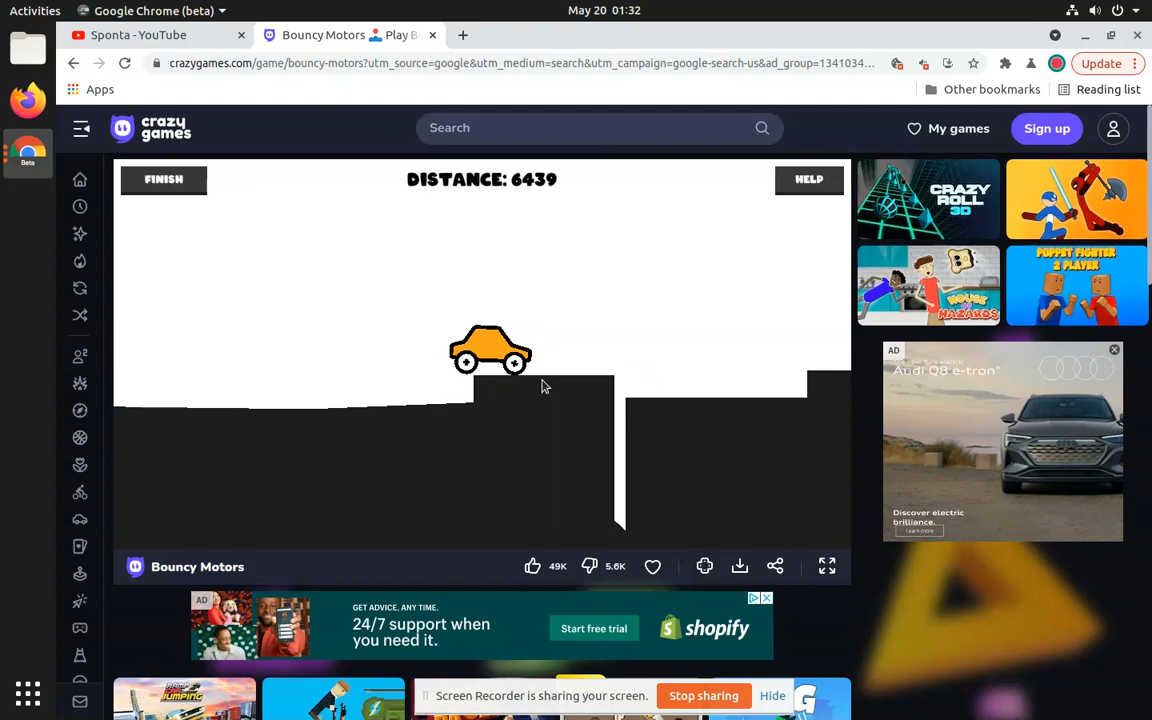 Activities
Google Chrome (beta)
May 20 01:32
Sponta - YouTube
Bouncy Motors 🕹️ Play B
crazygames.com/game/bouncy-motors?utm_source=google&utm_medium=search&utm_campaign=google-search-us&ad_group=1341034...
Update
Apps
Other bookmarks
Reading list
crazy games
Search
My games
Sign up
FINISH
DISTANCE: 6439
HELP
CRAZY ROLL 3D
HOUSE OF HAZARDS
PUPPET FIGHTER 2 PLAYER
AD
Audi Q8 e-tron*
Discover electric brilliance.
Learn more
Bouncy Motors
49K
5.6K
AD
GET ADVICE, ANY TIME.
24/7 support when you need it.
Start free trial
shopify
Screen Recorder is sharing your screen.
Stop sharing
Hide
Beta